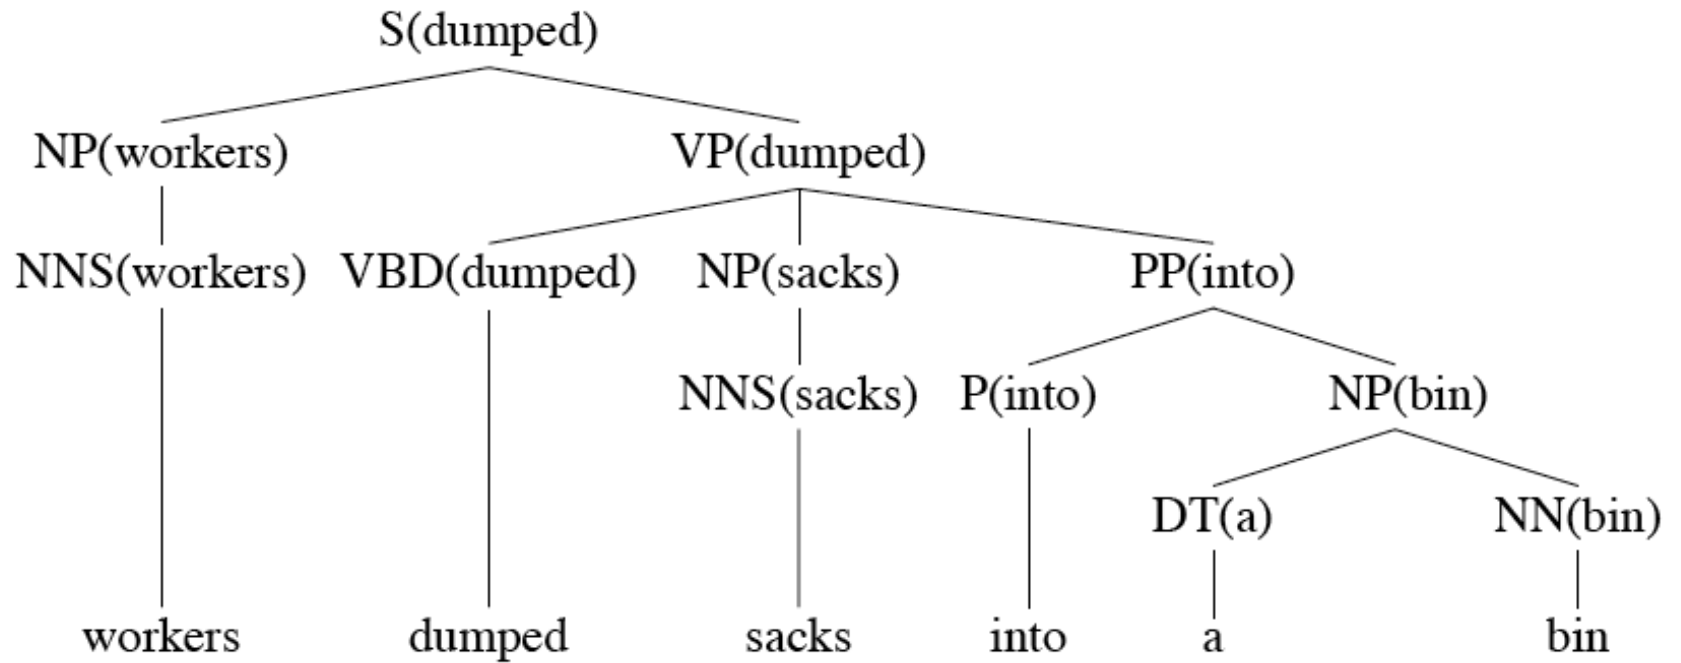 S(dumped)
NP(workers) VP(dumped)
NNS(workers) VBD(dumped) NP(sacks) PP(into)
NNS(sacks) P(into) NP(bin)
DT(a) NN(bin)
workers dumped sacks into a bin